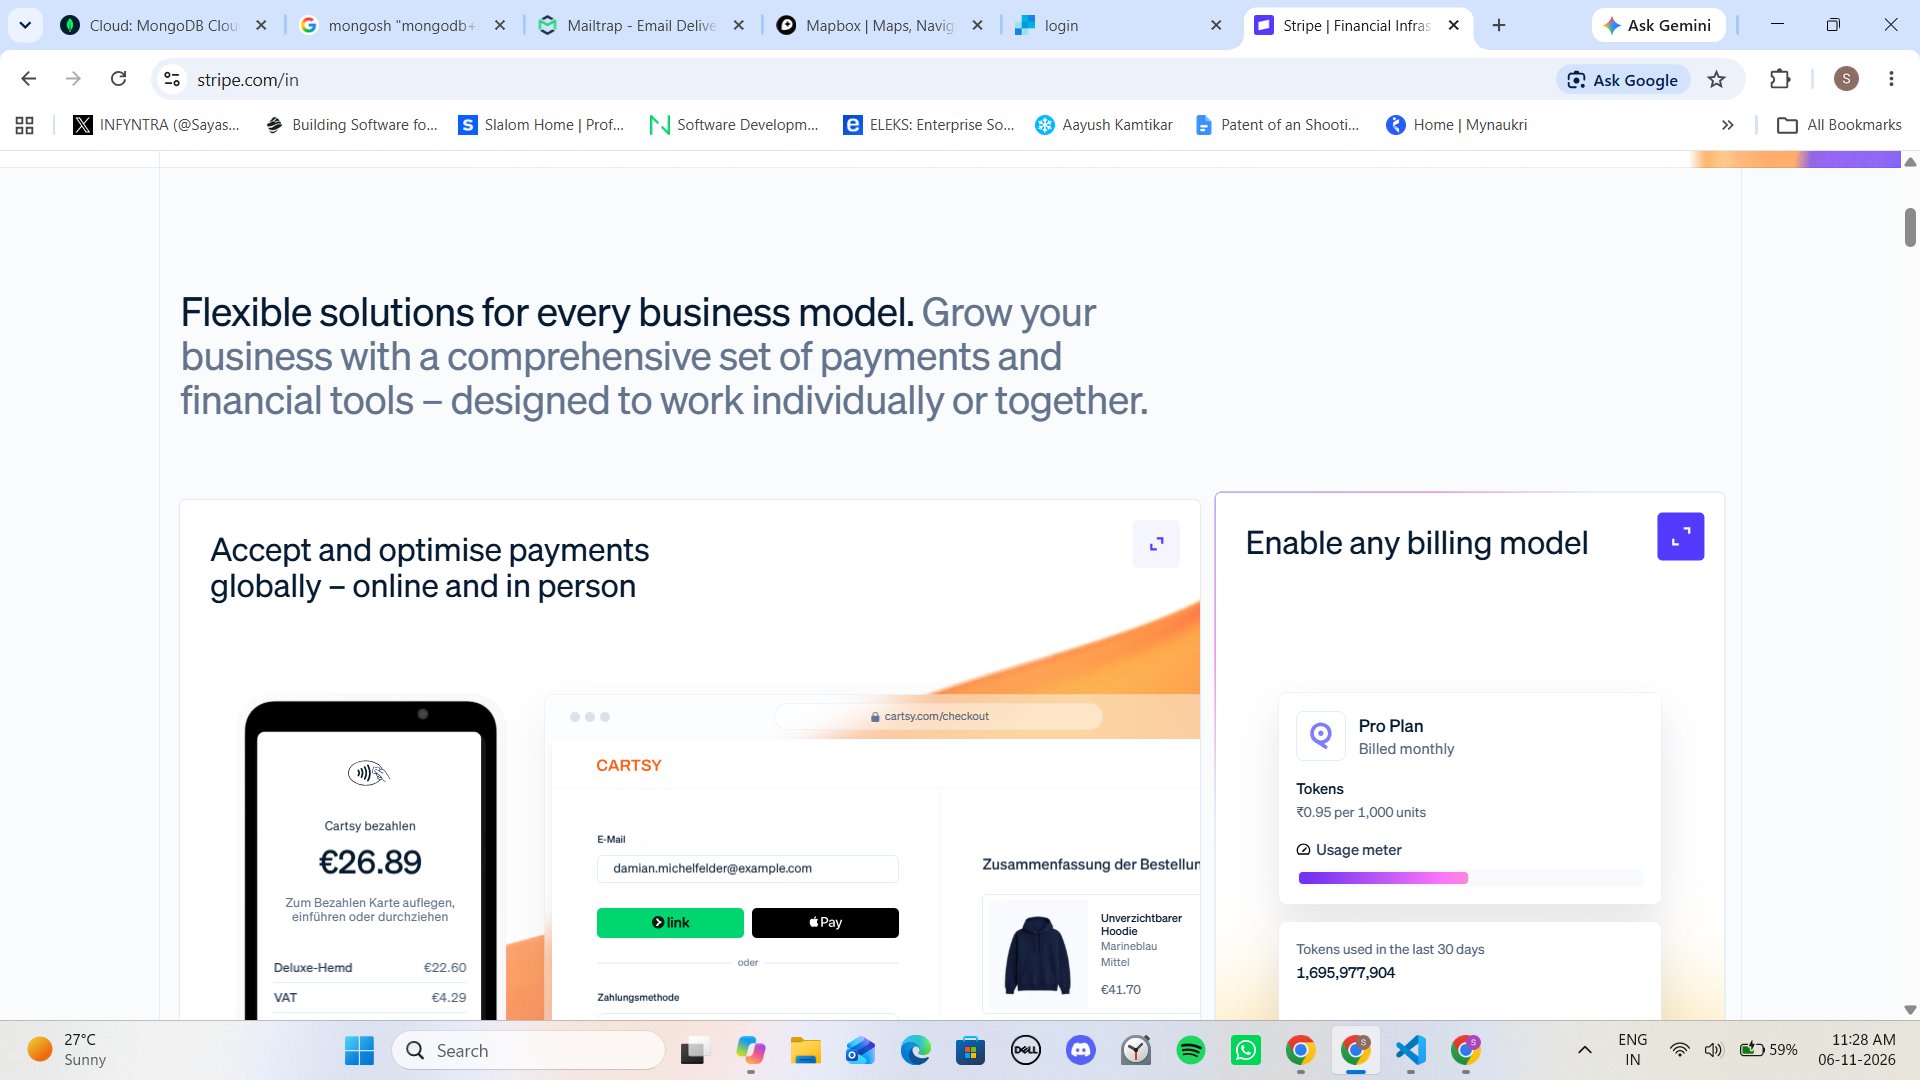 Cloud: MongoDB Clou
mongosh "mongodb+
Mailtrap - Email Delive
Mapbox | Maps, Navig
login
Stripe | Financial Infras
Ask Gemini
stripe.com/in
Ask Google
S
INFYNTRA (@Sayas...
Building Software fo...
Slalom Home | Prof...
Software Developm...
ELEKS: Enterprise So...
Aayush Kamtikar
Patent of an Shooti...
Home | Mynaukri
All Bookmarks
Flexible solutions for every business model. Grow your
business with a comprehensive set of payments and
financial tools – designed to work individually or together.
Accept and optimise payments
globally – online and in person
Cartsy bezahlen
€26.89
Zum Bezahlen Karte auflegen,
einführen oder durchziehen
Deluxe-Hemd €22.60
VAT €4.29
cartsy.com/checkout
CARTSY
E-Mail
damian.michelfelder@example.com
link
Pay
oder
Zahlungsmethode
Zusammenfassung der Bestellun
Unverzichtbarer
Hoodie
Marineblau
Mittel
€41.70
Enable any billing model
Pro Plan
Billed monthly
Tokens
₹0.95 per 1,000 units
Usage meter
Tokens used in the last 30 days
1,695,977,904
27°C
Sunny
Search
DELL
ENG
IN
59%
11:28 AM
06-11-2026